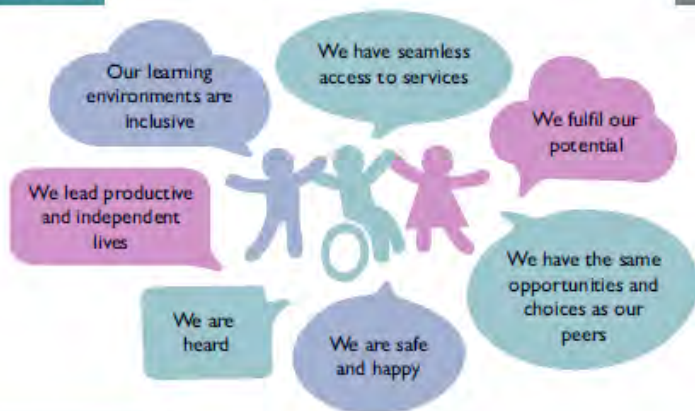 Our learning
environments are
inclusive
We have seamless
access to services
We fulfil our
potential
We lead productive
and independent
lives
We have the same
opportunities and
choices as our
peers
We are
heard
We are safe
and happy